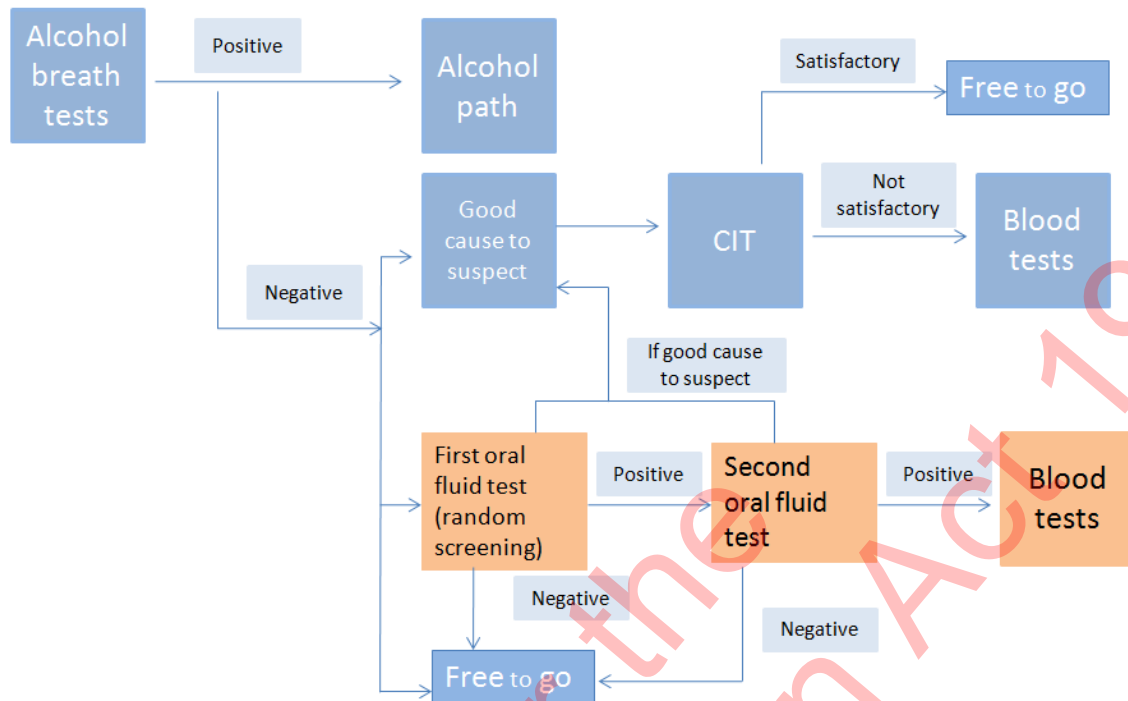 Alcohol
breath
tests
Positive
Alcohol
path
Satisfactory
Free to go
Good
cause to
suspect
CIT
Not
satisfactory
Blood
tests
Negative
If good cause
to suspect
First oral
fluid test
(random
screening)
Positive
Second
oral fluid
test
Positive
Blood
tests
Negative
Negative
Free to go
the
Act